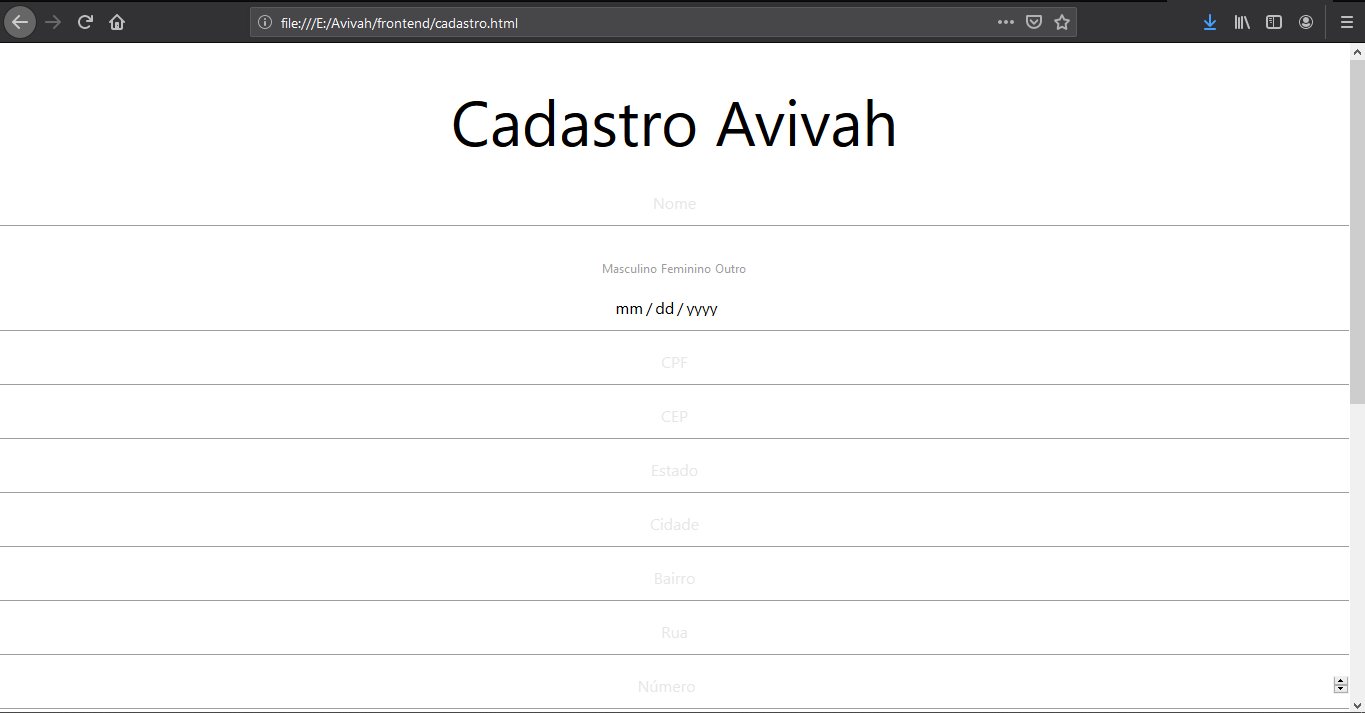 file:///E:/Avivah/frontend/cadastro.html
Cadastro Avivah
Nome
Masculino Feminino Outro
mm / dd / yyyy
CPF
CEP
Estado
Cidade
Bairro
Rua
Número